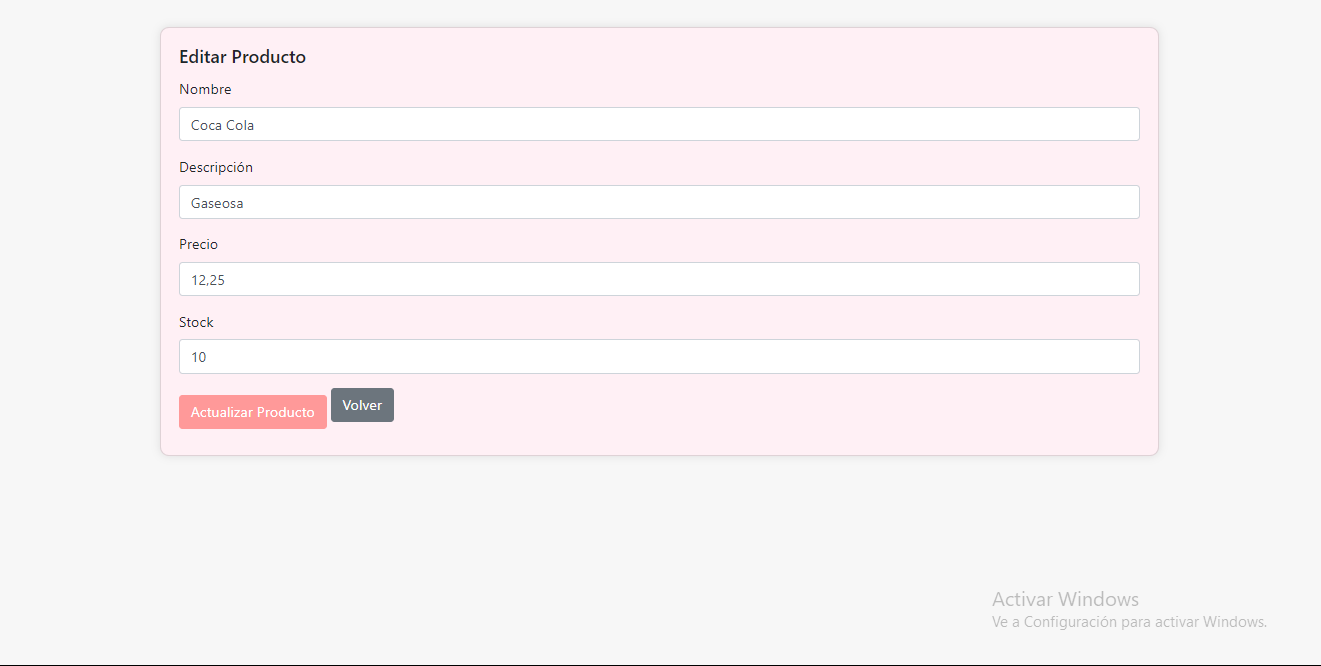 Editar Producto
Nombre
Coca Cola
Descripción
Gaseosa
Precio
12,25
Stock
10
Actualizar Producto Volver
Activar Windows
Ve a Configuración para activar Windows.